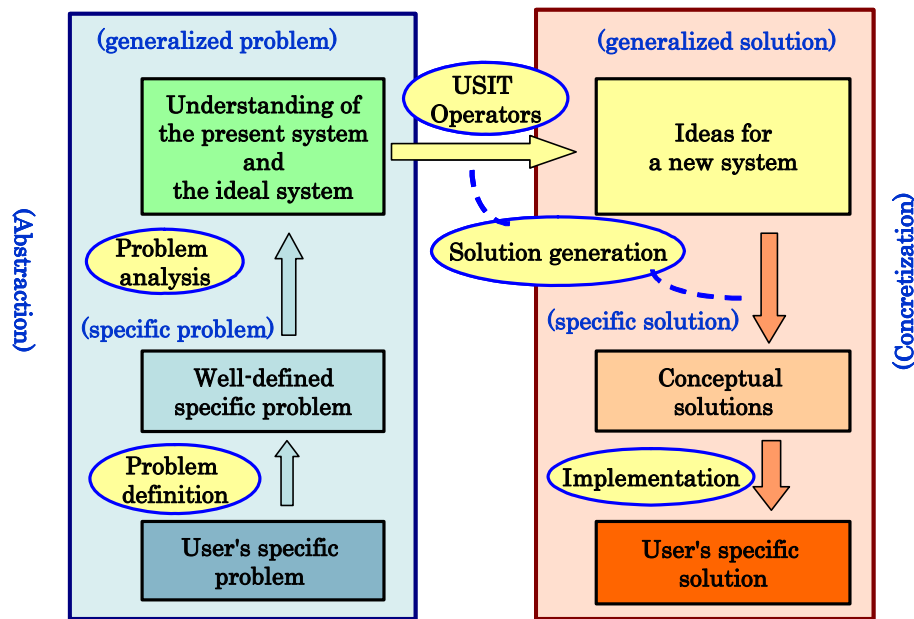 (generalized problem)
(generalized solution)
Understanding of
the present system
and
the ideal system
USIT
Operators
Ideas for
a new system
(Abstraction)
Problem
analysis
Solution generation
(Concretization)
(specific problem)
(specific solution)
Well-defined
specific problem
Conceptual
solutions
Problem
definition
Implementation
User's specific
problem
User's specific
solution